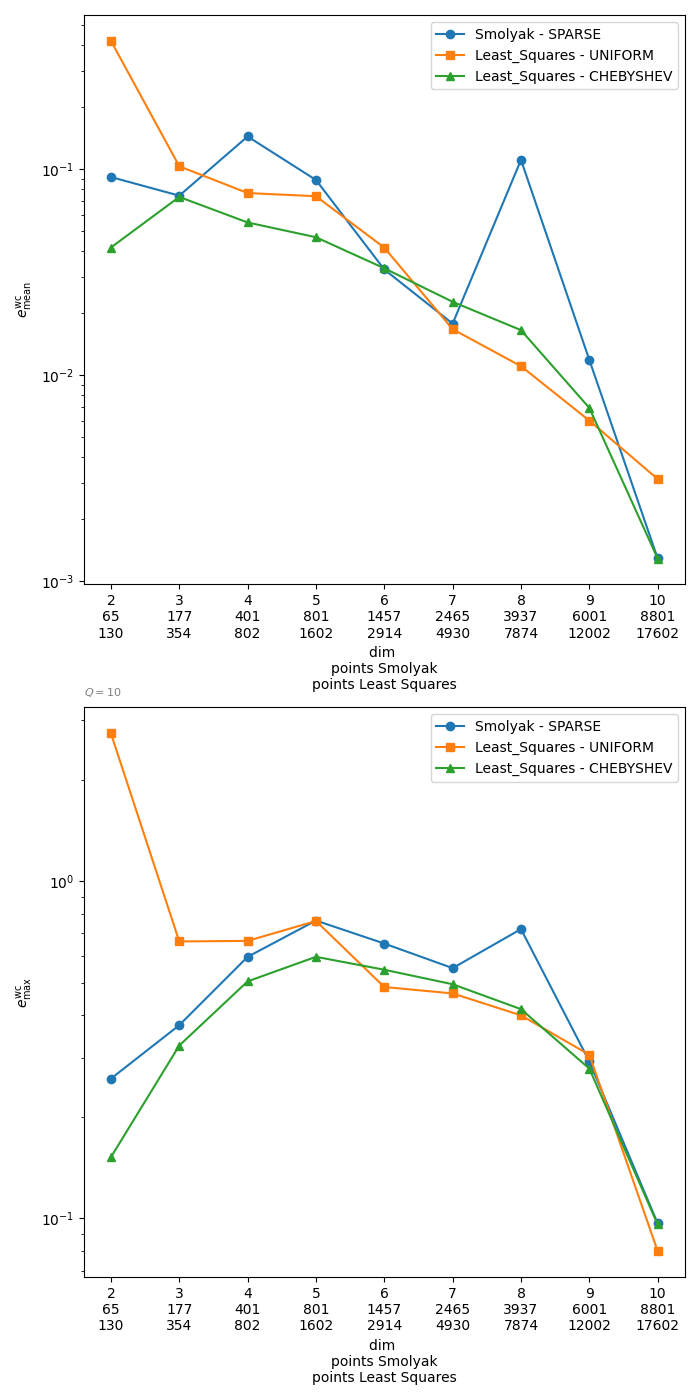 Smolyak - SPARSE
Least_Squares - UNIFORM
Least_Squares - CHEBYSHEV
10^{-1}
10^{-2}
10^{-3}
e^{wc}_{mean}
2 3 4 5 6 7 8 9 10
65 177 401 801 1457 2465 3937 6001 8801
130 354 802 1602 2914 4930 7874 12002 17602
dim
points Smolyak
points Least Squares
Q = 10
Smolyak - SPARSE
Least_Squares - UNIFORM
Least_Squares - CHEBYSHEV
10^{0}
10^{-1}
e^{wc}_{max}
2 3 4 5 6 7 8 9 10
65 177 401 801 1457 2465 3937 6001 8801
130 354 802 1602 2914 4930 7874 12002 17602
dim
points Smolyak
points Least Squares